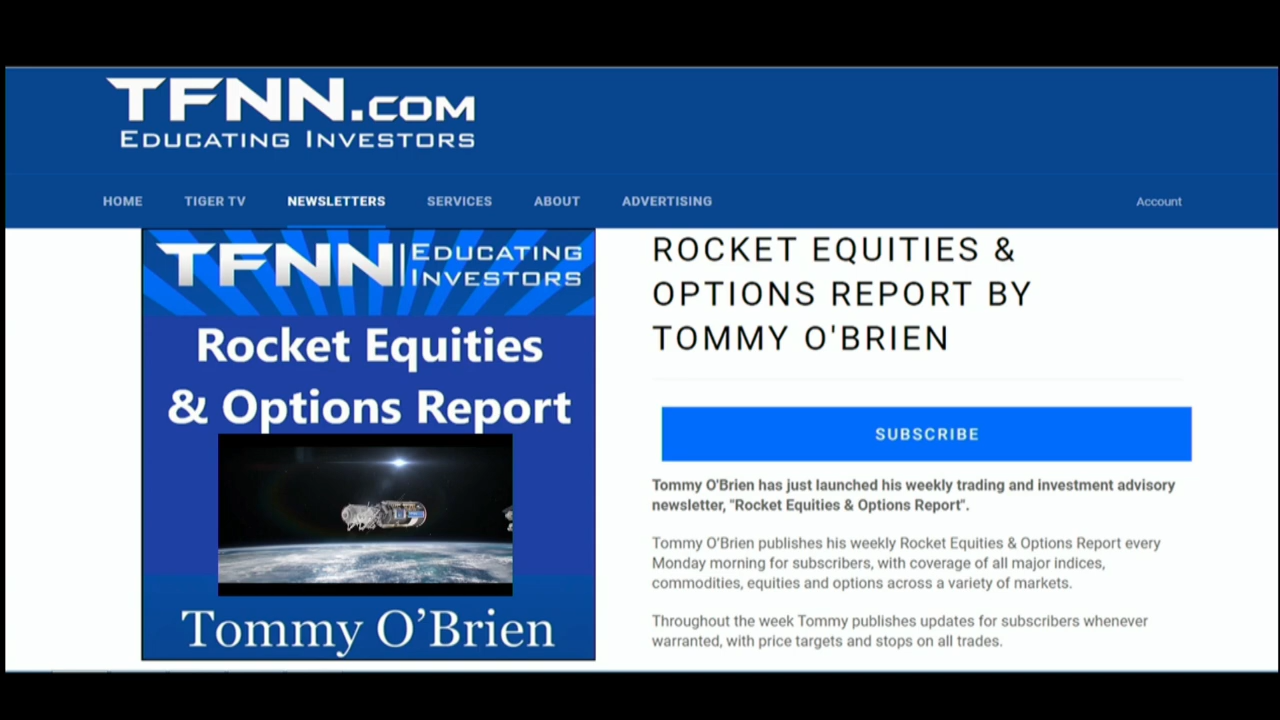 TFNN.COM
EDUCATING INVESTORS
HOME TIGER TV NEWSLETTERS SERVICES ABOUT ADVERTISING Account
TFNN EDUCATING
INVESTORS
Rocket Equities
& Options Report
Tommy O’Brien
ROCKET EQUITIES &
OPTIONS REPORT BY
TOMMY O'BRIEN
SUBSCRIBE
Tommy O'Brien has just launched his weekly trading and investment advisory
newsletter, "Rocket Equities & Options Report".
Tommy O’Brien publishes his weekly Rocket Equities & Options Report every
Monday morning for subscribers, with coverage of all major indices,
commodities, equities and options across a variety of markets.
Throughout the week Tommy publishes updates for subscribers whenever
warranted, with price targets and stops on all trades.